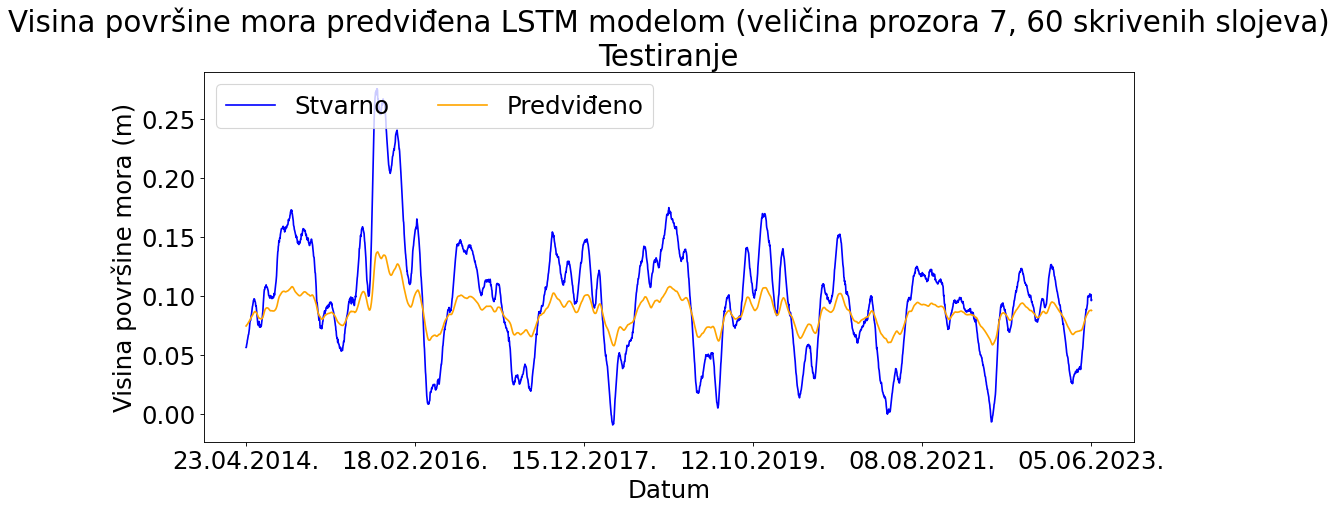 Visina površine mora predviđena LSTM modelom (veličina prozora 7, 60 skrivenih slojeva)
Testiranje
Stvarno
Predviđeno
Visina površine mora (m)
0.25
0.20
0.15
0.10
0.05
0.00
23.04.2014.
18.02.2016.
15.12.2017.
12.10.2019.
08.08.2021.
05.06.2023.
Datum